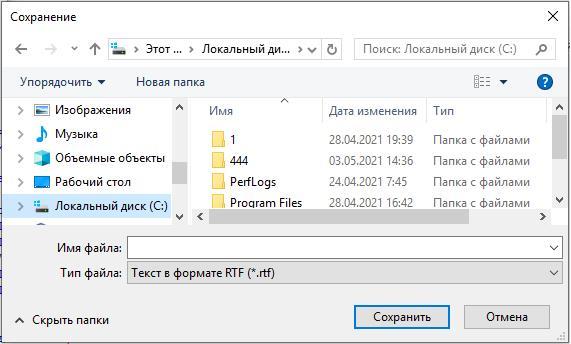 Сохранение
Этот ... Локальный ди... Поиск: Локальный диск (C:)
Упорядочить Новая папка
Изображения
Музыка
Объемные объекты
Рабочий стол
Локальный диск (C:)
Имя Дата изменения Тип
1 28.04.2021 19:39 Папка с файлами
444 03.05.2021 14:36 Папка с файлами
PerfLogs 24.04.2021 7:45 Папка с файлами
Program Files 28.04.2021 16:42 Папка с файлами
Имя файла:
Тип файла: Текст в формате RTF (*.rtf)
Скрыть папки Сохранить Отмена